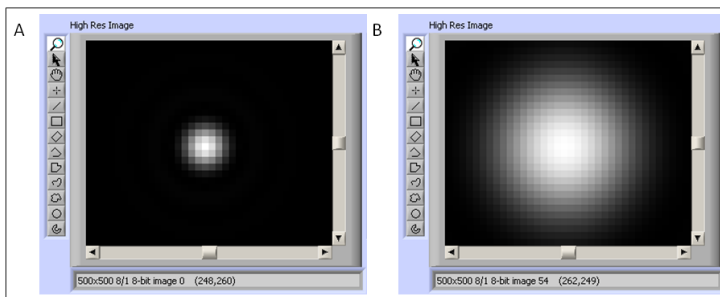 A
High Res Image
500x500 8/1 8-bit image 0 (248,260)
B
High Res Image
500x500 8/1 8-bit image 54 (262,249)